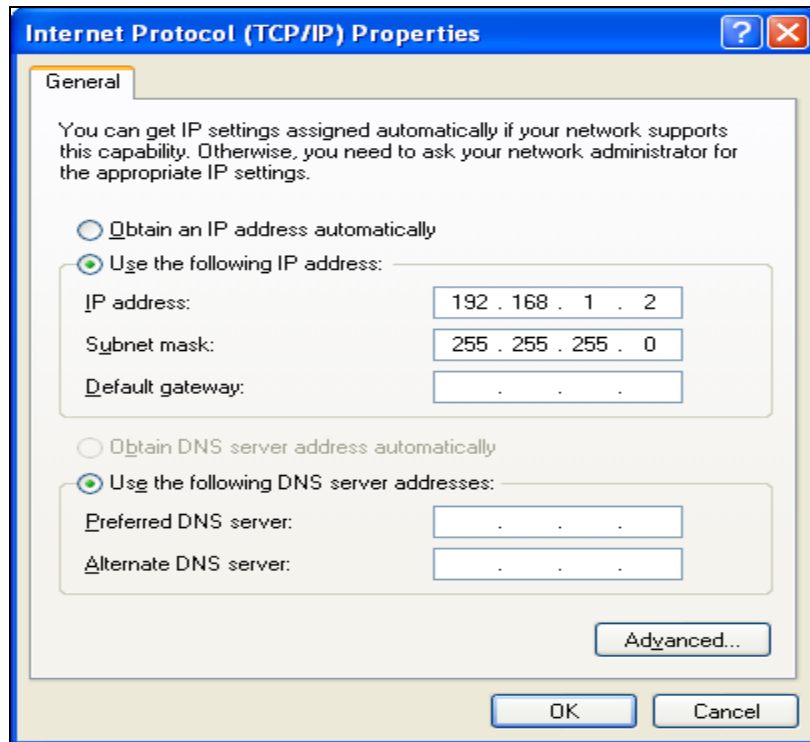 Internet Protocol (TCP/IP) Properties
General
You can get IP settings assigned automatically if your network supports
this capability. Otherwise, you need to ask your network administrator for
the appropriate IP settings.
Obtain an IP address automatically
Use the following IP address:
IP address: 192 . 168 . 1 . 2
Subnet mask: 255 . 255 . 255 . 0
Default gateway: . . .
Obtain DNS server address automatically
Use the following DNS server addresses:
Preferred DNS server: . . .
Alternate DNS server: . . .
Advanced...
OK Cancel